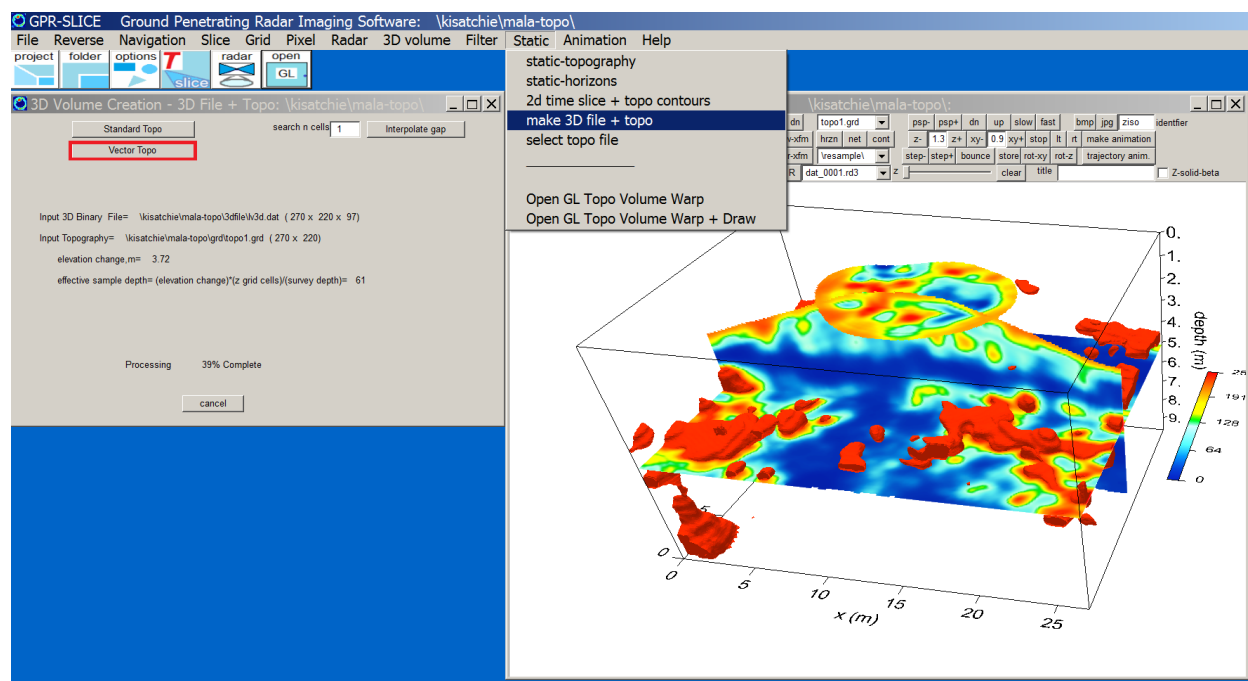 GPR-SLICE Ground Penetrating Radar Imaging Software: \kisatchie\mala-topo\
File Reverse Navigation Slice Grid Pixel Radar 3D volume Filter Static Animation Help
project folder options T slice radar open GL
static-topography
static-horizons
2d time slice + topo contours
make 3D file + topo
select topo file
Open GL Topo Volume Warp
Open GL Topo Volume Warp + Draw
3D Volume Creation - 3D File + Topo: \kisatchie\mala-topo\
Standard Topo search n cells 1 Interpolate gap
Vector Topo
Input 3D Binary File= \kisatchie\mala-topo\3dfile\lv3d.dat ( 270 x 220 x 97)
Input Topography= \kisatchie\mala-topo\grd\topo1.grd ( 270 x 220)
elevation change,m= 3.72
effective sample depth= (elevation change)*(z grid cells)/(survey depth)= 61
Processing 39% Complete
cancel
\kisatchie\mala-topo\:
dn topo1.grd psp- psp+ dn up slow fast bmp jpg ziso identfier
-xfm hrzn net cont z- 1.3 z+ xy- 0.9 xy+ stop lt rt make animation
r-xfm \resample\ step- step+ bounce store rot-xy rot-z trajectory anim.
R dat_0001.rd3 z clear title Z-solid-beta
0.
1.
2.
3.
4.
5.
6.
7.
8.
9.
depth (m)
191
128
64
0
5
0
0
5
10
15
20
25
x (m)